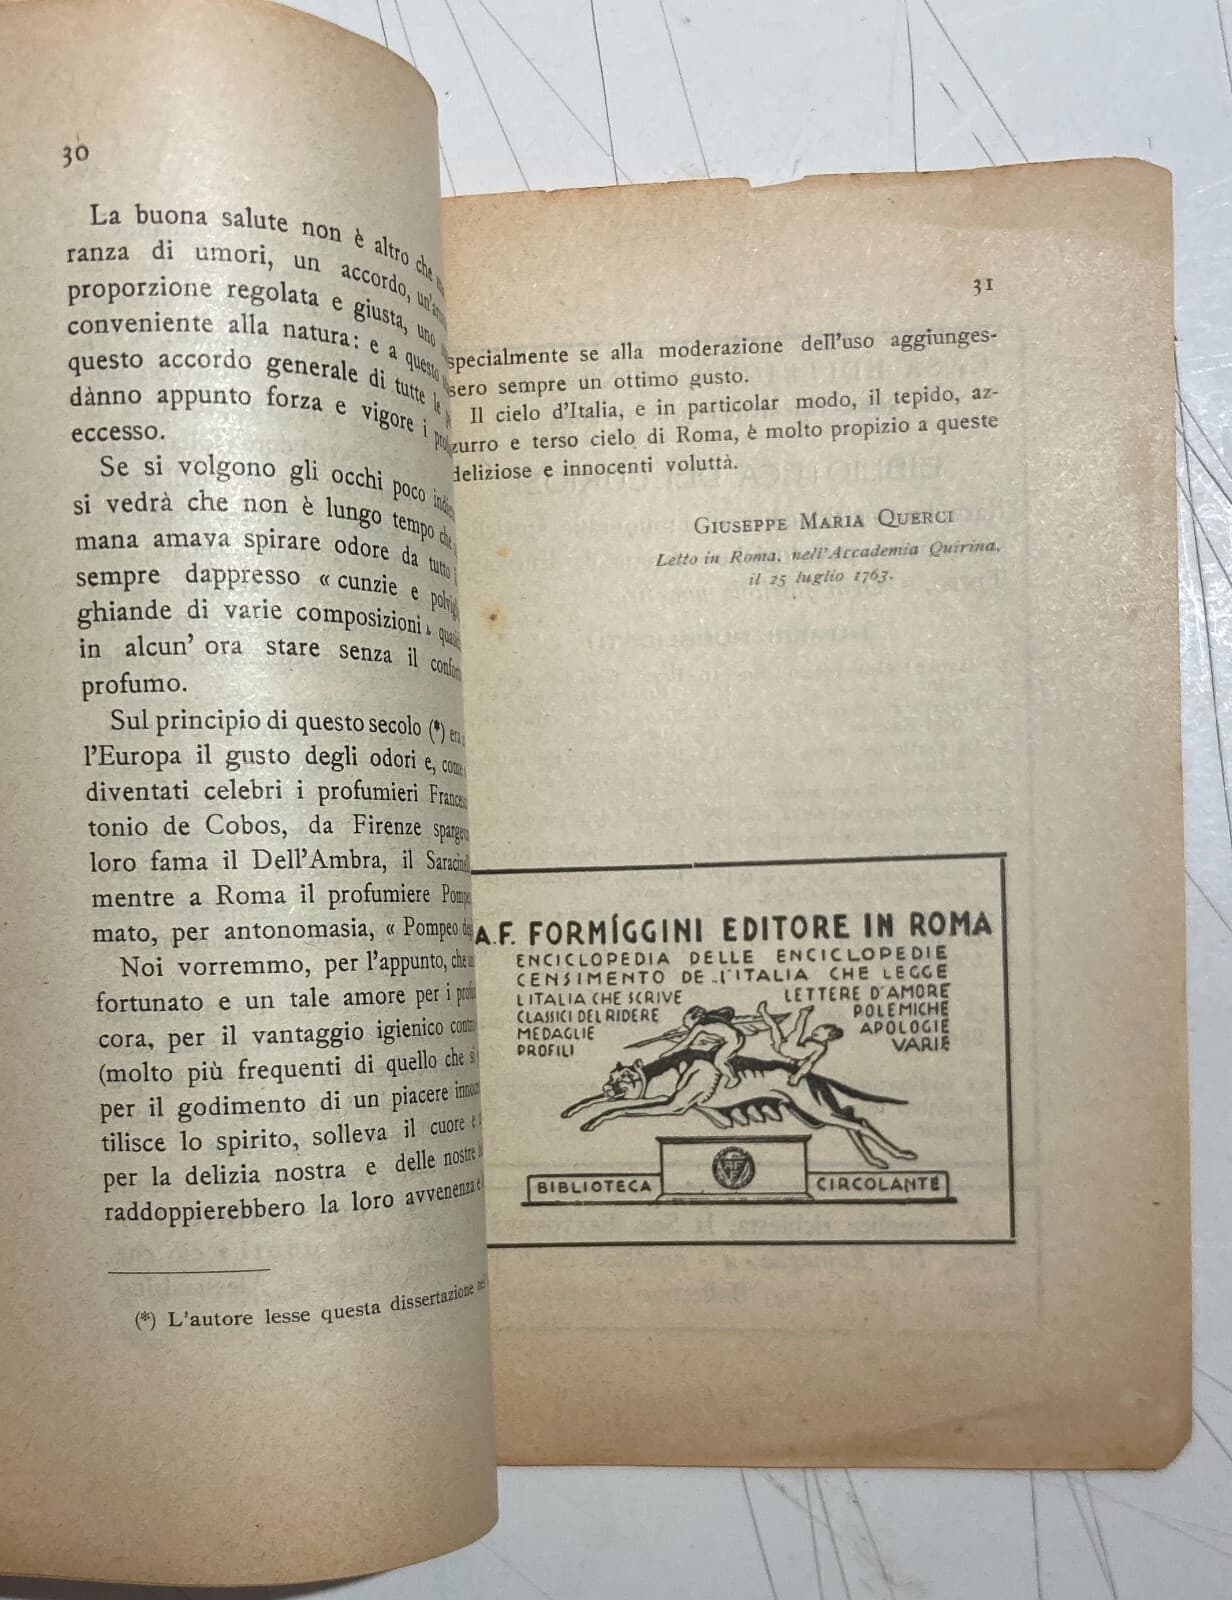 30
La buona salute non è altro che
ranza di umori, un accordo,
proporzione regolata e giusta, uno
conveniente alla natura: e a questo
questo accordo generale di tutte le
dànno appunto forza e vigore i
eccesso.
Se si volgono gli occhi poco
si vedrà che non è lungo tempo che
mana amava spirare odore da tutto
sempre dappresso « cunzie e
ghiande di varie composizioni »
in alcun' ora stare senza il
profumo.
Sul principio di questo secolo (*) era
l'Europa il gusto degli odori e, come
diventati celebri i profumieri
tonio de Cobos, da Firenze
loro fama il Dell'Ambra, il
mentre a Roma il profumiere
mato, per antonomasia, « Pompeo
Noi vorremmo, per l'appunto, che
fortunato e un tale amore per i
cora, per il vantaggio igienico
(molto più frequenti di quello che si
per il godimento di un piacere
tilisce lo spirito, solleva il cuore e
per la delizia nostra e delle nostre
raddoppierebbero la loro avvenenza e
(*) L'autore lesse questa dissertazione
31
specialmente se alla moderazione dell'uso aggiunges-
sero sempre un ottimo gusto.
Il cielo d'Italia, e in particolar modo, il tepido, az-
zurro e terso cielo di Roma, è molto propizio a queste
deliziose e innocenti voluttà.
GIUSEPPE MARIA QUERCI
Letto in Roma, nell'Accademia Quirina,
il 25 luglio 1763.
A.F. FORMÍGGINI EDITORE IN ROMA
ENCICLOPEDIA DELLE ENCICLOPEDIE
CENSIMENTO DE L'ITALIA CHE LEGGE
L'ITALIA CHE SCRIVE LETTERE D'AMORE
CLASSICI DEL RIDERE POLEMICHE
MEDAGLIE APOLOGIE
PROFILI VARIE
BIBLIOTECA CIRCOLANTE